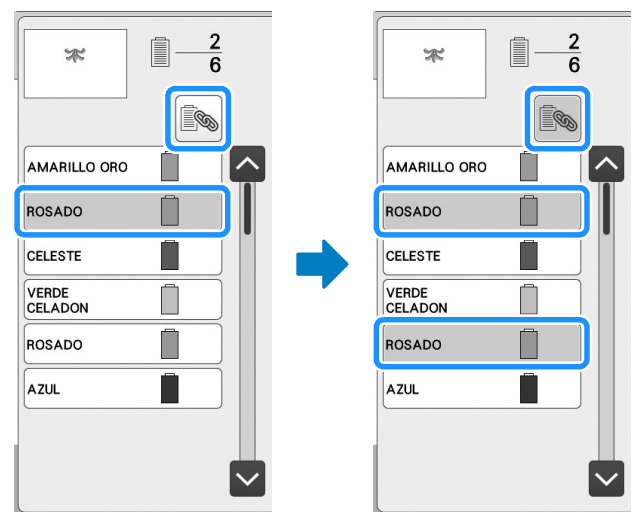 2
6
AMARILLO ORO
ROSADO
CELESTE
VERDE
CELADON
ROSADO
AZUL
2
6
AMARILLO ORO
ROSADO
CELESTE
VERDE
CELADON
ROSADO
AZUL